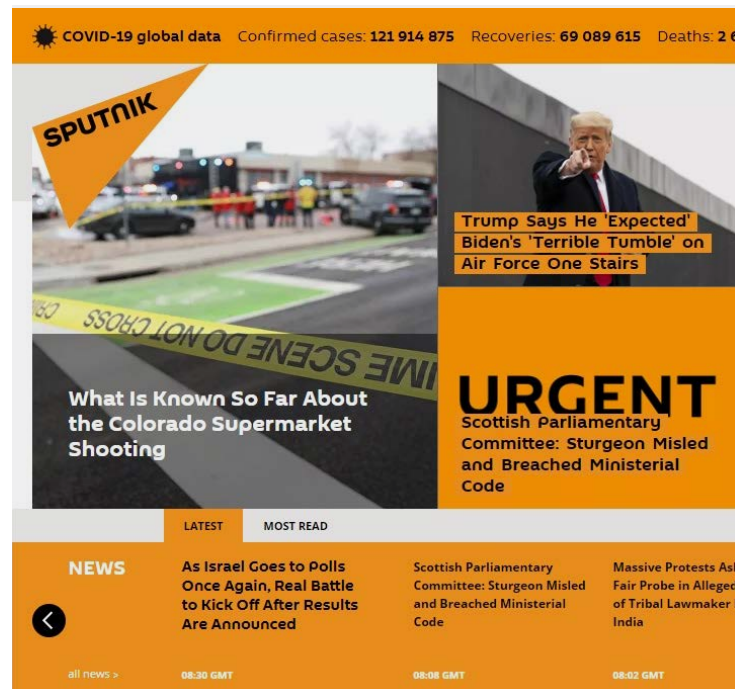 COVID-19 global data Confirmed cases: 121 914 875 Recoveries: 69 089 615 Deaths: 2 6
SPUTNIK
CRIME SCENE DO NOT CROSS
What Is Known So Far About
the Colorado Supermarket
Shooting
Trump Says He 'Expected'
Biden's 'Terrible Tumble' on
Air Force One Stairs
URGENT
Scottish Parliamentary
Committee: Sturgeon Misled
and Breached Ministerial
Code
LATEST MOST READ
NEWS
all news >
As Israel Goes to Polls
Once Again, Real Battle
to Kick Off After Results
Are Announced
08:30 GMT
Scottish Parliamentary
Committee: Sturgeon Misled
and Breached Ministerial
Code
08:08 GMT
Massive Protests As
Fair Probe in Alleged
of Tribal Lawmaker
India
08:02 GMT